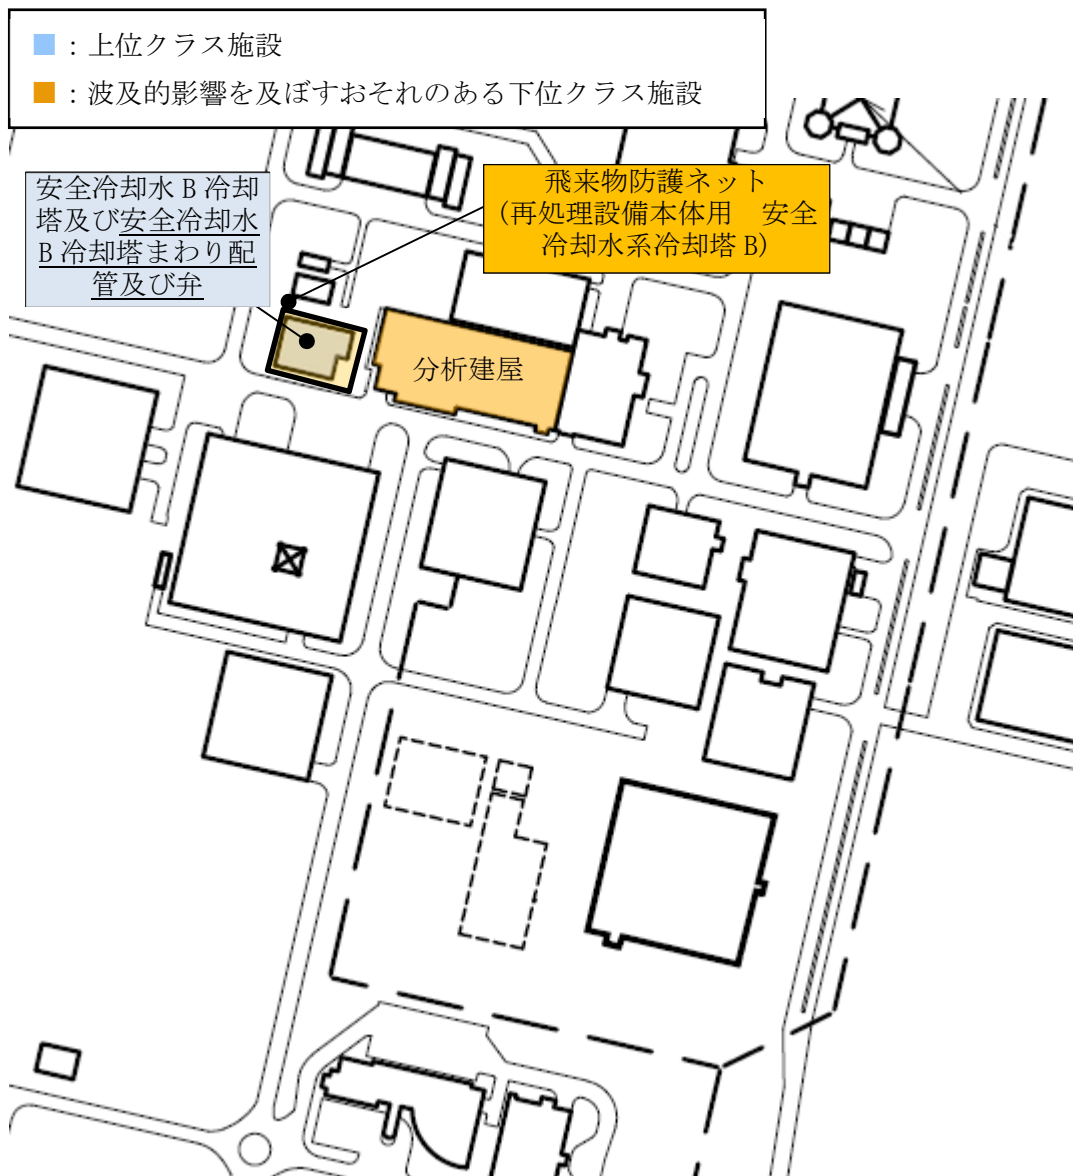 ■：上位クラス施設
■：波及的影響を及ぼすおそれのある下位クラス施設
安全冷却水 B 冷却
塔及び安全冷却水
B 冷却塔まわり配
管及び弁
飛来物防護ネット
(再処理設備本体用　安全
冷却水系冷却塔 B)
分析建屋